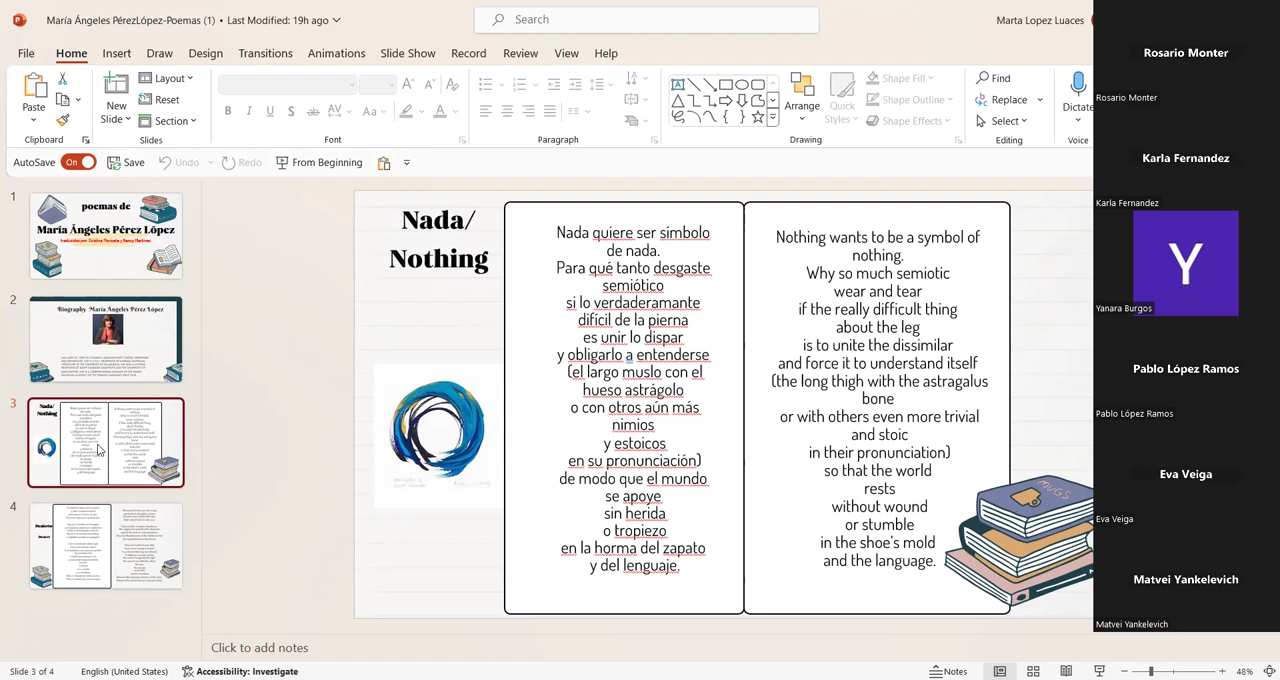 María Ángeles PérezLópez-Poemas (1) • Last Modified: 19h ago
Search
Marta Lopez Luaces
File Home Insert Draw Design Transitions Animations Slide Show Record Review View Help
Paste
New
Slide
Layout
Reset
Section
Arrange
Quick
Styles
Shape Fill
Shape Outline
Shape Effects
Find
Replace
Select
Dictate
Clipboard
Slides
Font
Paragraph
Drawing
Editing
Voice
AutoSave On Save Undo Redo From Beginning
1
poemas de
María Ángeles Pérez López
2
Biography María Ángeles Pérez López
3
Nada/
Nothing
4
Desierto
Desert
Nada/
Nothing
Nada quiere ser símbolo
de nada.
Para qué tanto desgaste
semiótico
si lo verdaderamante
difícil de la pierna
es unir lo dispar
y obligarlo a entenderse
(el largo muslo con el
hueso astrágolo
o con otros aún más
nimios
y estoicos
en su pronunciación)
de modo que el mundo
se apoye
sin herida
o tropiezo
en la horma del zapato
y del lenguaje.
Nothing wants to be a symbol of
nothing.
Why so much semiotic
wear and tear
if the really difficult thing
about the leg
is to unite the dissimilar
and force it to understand itself
(the long thigh with the astragalus
bone
or with others even more trivial
and stoic
in their pronunciation)
so that the world
rests
without wound
or stumble
in the shoe's mold
and the language.
MUGS
Click to add notes
Slide 3 of 4 English (United States) Accessibility: Investigate Notes 48%
Rosario Monter
Rosario Monter
Karla Fernandez
Karla Fernandez
Y
Yanara Burgos
Pablo López Ramos
Pablo López Ramos
Eva Veiga
Eva Veiga
Matvei Yankelevich
Matvei Yankelevich